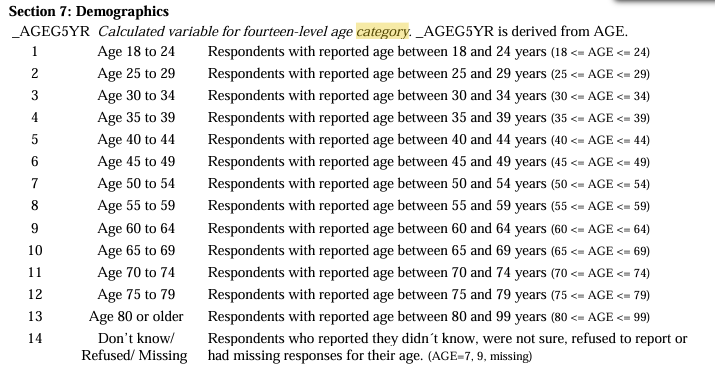 Section 7: Demographics
_AGEG5YR Calculated variable for fourteen-level age category. _AGEG5YR is derived from AGE.
1 Age 18 to 24 Respondents with reported age between 18 and 24 years (18 <= AGE <= 24)
2 Age 25 to 29 Respondents with reported age between 25 and 29 years (25 <= AGE <= 29)
3 Age 30 to 34 Respondents with reported age between 30 and 34 years (30 <= AGE <= 34)
4 Age 35 to 39 Respondents with reported age between 35 and 39 years (35 <= AGE <= 39)
5 Age 40 to 44 Respondents with reported age between 40 and 44 years (40 <= AGE <= 44)
6 Age 45 to 49 Respondents with reported age between 45 and 49 years (45 <= AGE <= 49)
7 Age 50 to 54 Respondents with reported age between 50 and 54 years (50 <= AGE <= 54)
8 Age 55 to 59 Respondents with reported age between 55 and 59 years (55 <= AGE <= 59)
9 Age 60 to 64 Respondents with reported age between 60 and 64 years (60 <= AGE <= 64)
10 Age 65 to 69 Respondents with reported age between 65 and 69 years (65 <= AGE <= 69)
11 Age 70 to 74 Respondents with reported age between 70 and 74 years (70 <= AGE <= 74)
12 Age 75 to 79 Respondents with reported age between 75 and 79 years (75 <= AGE <= 79)
13 Age 80 or older Respondents with reported age between 80 and 99 years (80 <= AGE <= 99)
14 Don't know/ Respondents who reported they didn´t know, were not sure, refused to report or
Refused/ Missing had missing responses for their age. (AGE=7, 9, missing)